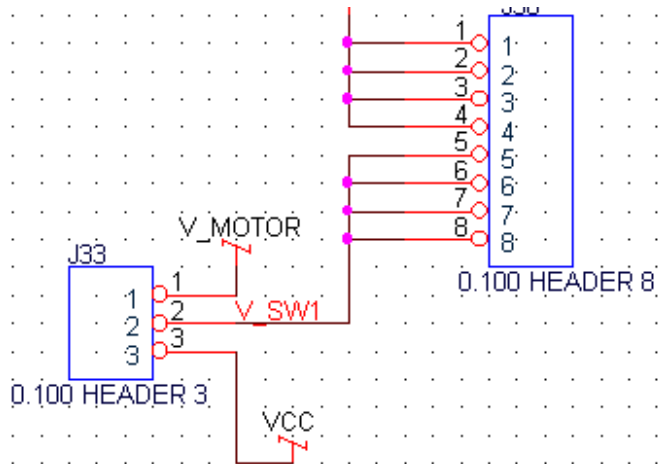 1 1
2 2
3 3
4 4
5 5
6 6
7 7
8 8
0.100 HEADER 8
V_MOTOR
J33
1 1
2 2
3 3
V_SW1
0.100 HEADER 3
VCC